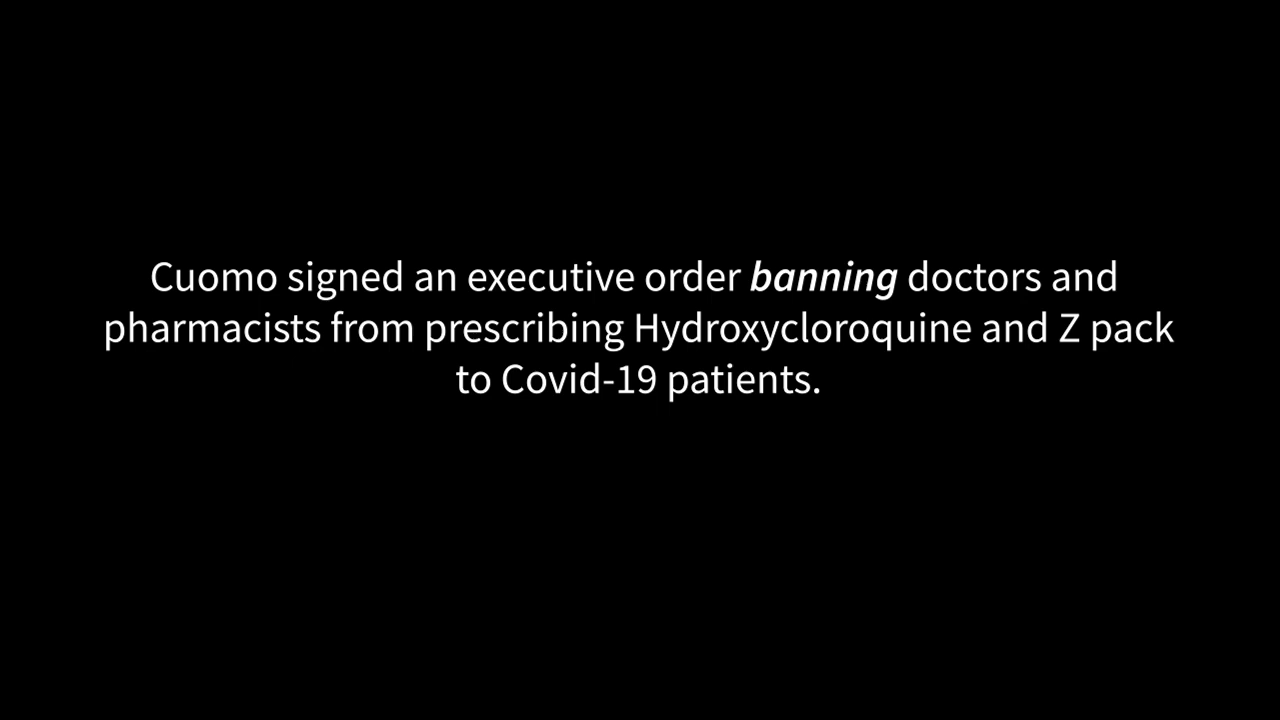 Cuomo signed an executive order banning doctors and
pharmacists from prescribing Hydroxycloroquine and Z pack
to Covid-19 patients.